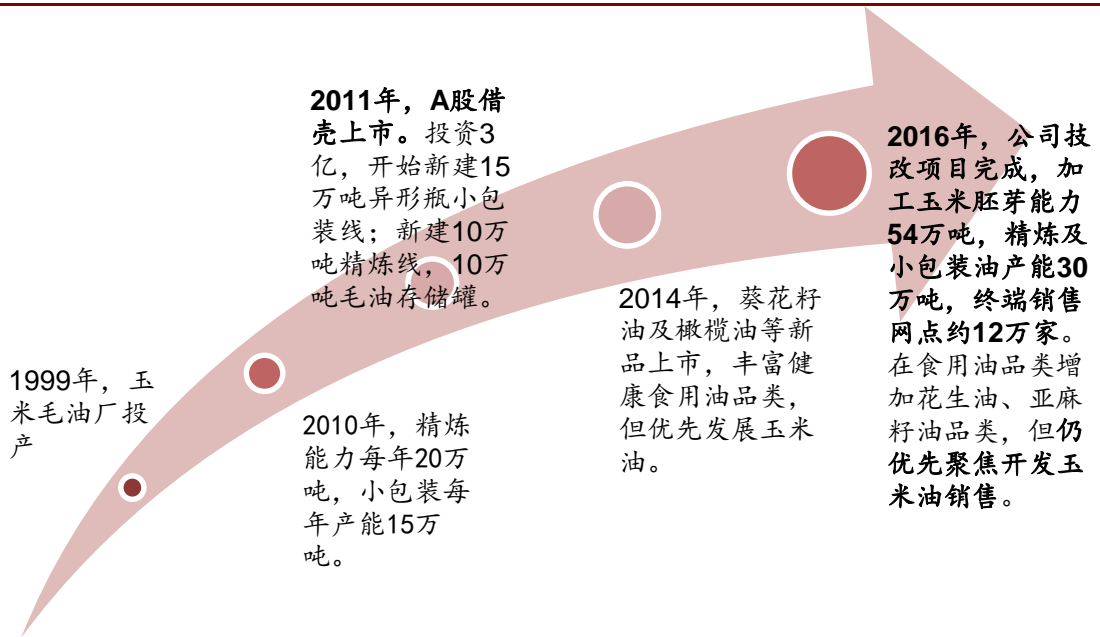 1999年，玉
米毛油厂投
产
2010年，精炼
能力每年20万
吨，小包装每
年产能15万
吨。
2011年，A股借
壳上市。投资3
亿，开始新建15
万吨异形瓶小包
装线；新建10万
吨精炼线，10万
吨毛油存储罐。
2014年，葵花籽
油及橄榄油等新
品上市，丰富健
康食用油品类，
但优先发展玉米
油。
2016年，公司技
改项目完成，加
工玉米胚芽能力
54万吨，精炼及
小包装油产能30
万吨，终端销售
网点约12万家。
在食用油品类增
加花生油、亚麻
籽油品类，但仍
优先聚焦开发玉
米油销售。